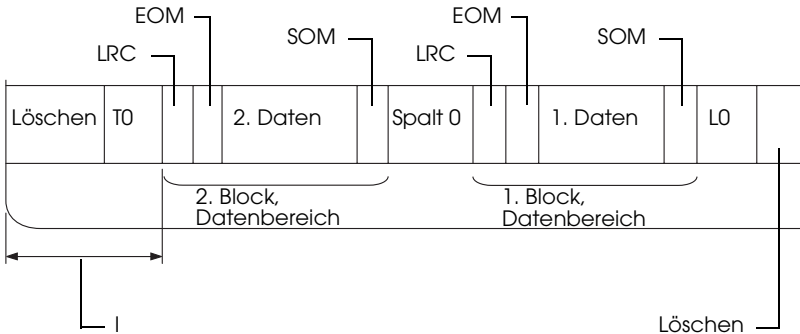 EOM
EOM
SOM
SOM
LRC
LRC
Löschen
T0
2. Daten
Spalt 0
1. Daten
L0
2. Block,
Datenbereich
1. Block,
Datenbereich
l
Löschen